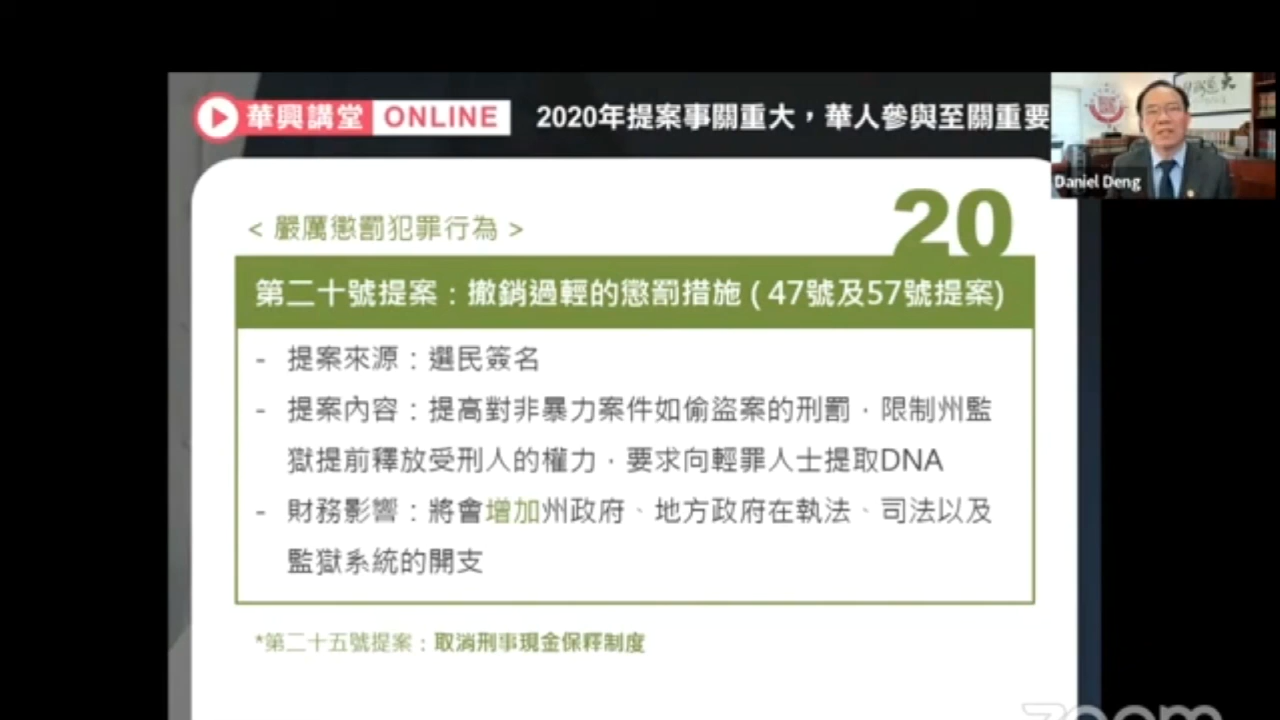 華興講堂 ONLINE 2020年提案事關重大，華人參與至關重要
Daniel Deng
20
< 嚴厲懲罰犯罪行為 >
第二十號提案：撤銷過輕的懲罰措施 ( 47號及57號提案)
- 提案來源：選民簽名
- 提案內容：提高對非暴力案件如偷盜案的刑罰，限制州監
獄提前釋放受刑人的權力，要求向輕罪人士提取DNA
- 財務影響：將會增加州政府、地方政府在執法、司法以及
監獄系統的開支
*第二十五號提案：取消刑事現金保釋制度
zoom